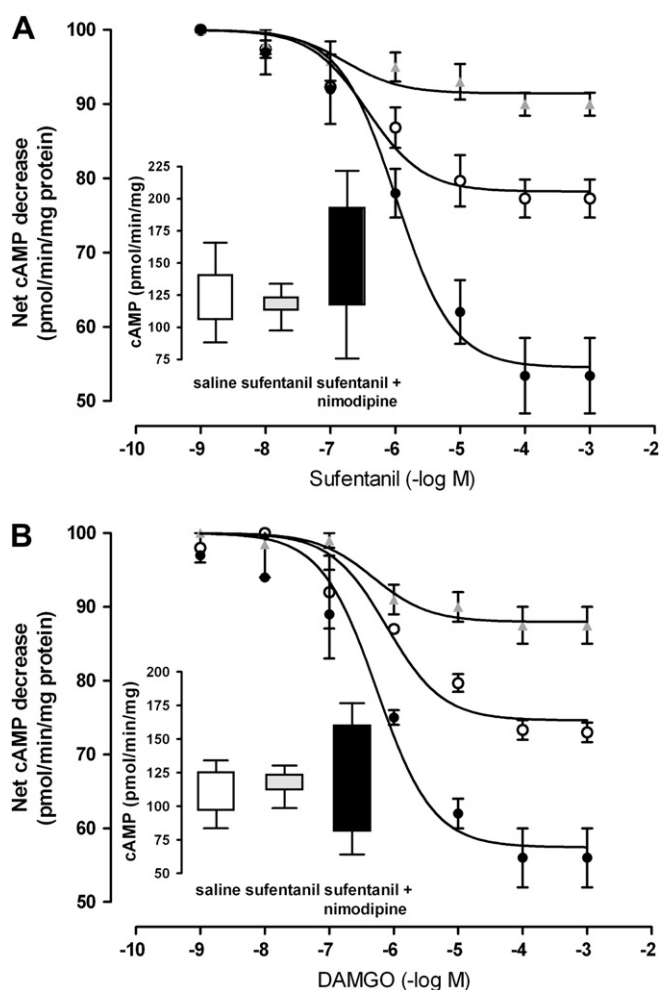 A
Net cAMP decrease
(pmol/min/mg protein)
100
90
80
70
60
50
cAMP (pmol/min/mg)
225
200
175
150
125
100
75
saline sufentanil sufentanil +
nimodipine
-10 -9 -8 -7 -6 -5 -4 -3 -2
Sufentanil (-log M)
B
Net cAMP decrease
(pmol/min/mg protein)
100
90
80
70
60
50
cAMP (pmol/min/mg)
200
175
150
125
100
75
50
saline sufentanil sufentanil +
nimodipine
-10 -9 -8 -7 -6 -5 -4 -3 -2
DAMGO (-log M)